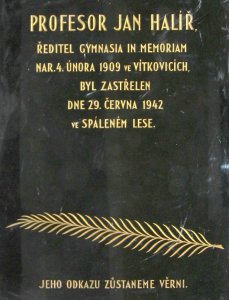 PROFESOR JAN HALÍŘ,
ŘEDITEL GYMNASIA IN MEMORIAM
NAR. 4. ÚNORA 1909 VE VÍTKOVICÍCH,
BYL ZASTŘELEN
DNE 29. ČERVNA 1942
VE SPÁLENÉM LESE.
JEHO ODKAZU ZŮSTANEME VĚRNI.